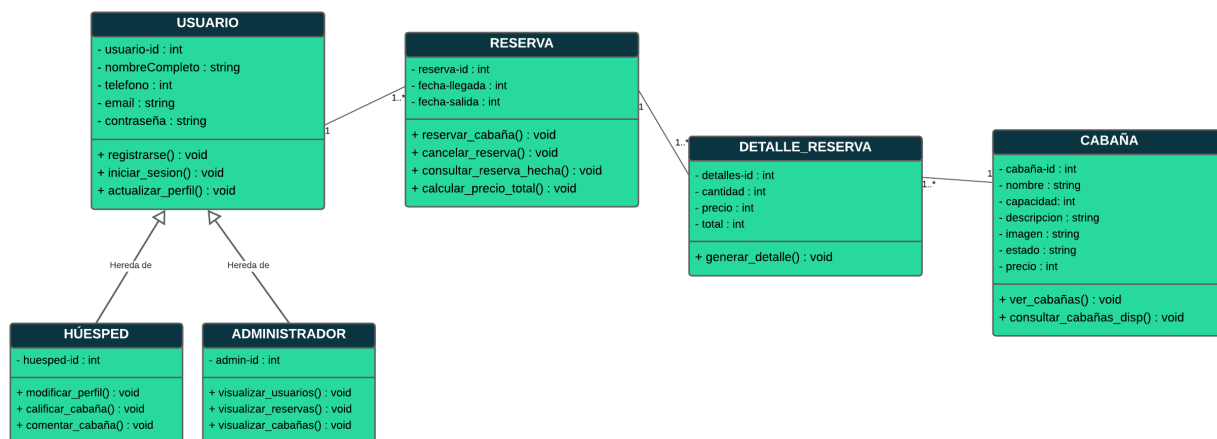 USUARIO
- usuario-id : int
- nombreCompleto : string
- telefono : int
- email : string
- contraseña : string
+ registrarse() : void
+ iniciar_sesion() : void
+ actualizar_perfil() : void
1
1..*
RESERVA
- reserva-id : int
- fecha-llegada : int
- fecha-salida : int
+ reservar_cabaña() : void
+ cancelar_reserva() : void
+ consultar_reserva_hecha() : void
+ calcular_precio_total() : void
1
1..*
DETALLE_RESERVA
- detalles-id : int
- cantidad : int
- precio : int
- total : int
+ generar_detalle() : void
1..*
1
CABAÑA
- cabaña-id : int
- nombre : string
- capacidad: int
- descripcion : string
- imagen : string
- estado : string
- precio : int
+ ver_cabañas() : void
+ consultar_cabañas_disp() : void
Hereda de
Hereda de
HÚESPED
- huesped-id : int
+ modificar_perfil() : void
+ calificar_cabaña() : void
+ comentar_cabaña() : void
ADMINISTRADOR
- admin-id : int
+ visualizar_usuarios() : void
+ visualizar_reservas() : void
+ visualizar_cabañas() : void